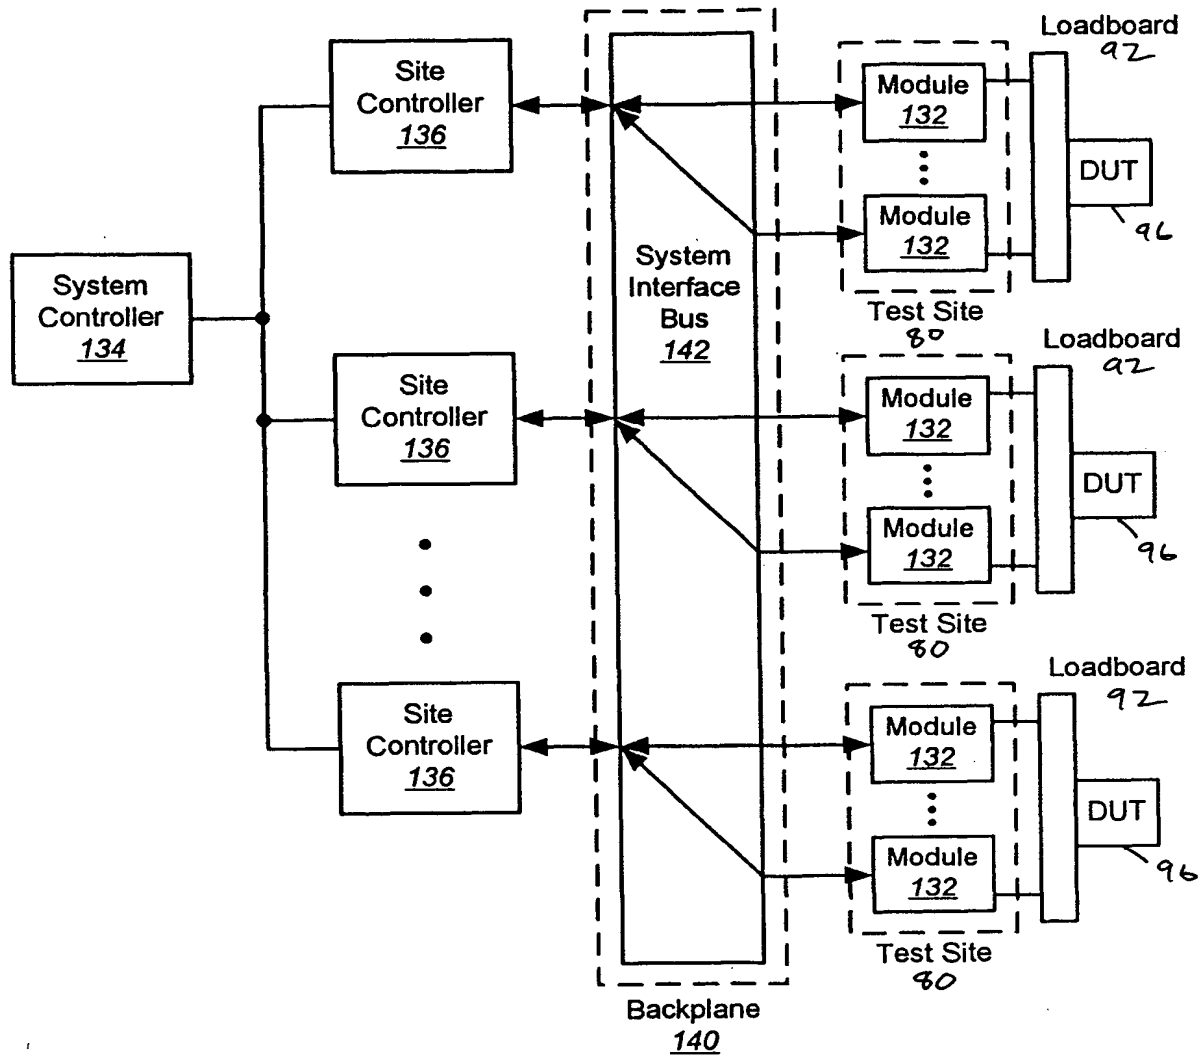 Site
Controller
136
Module
132
Module
132
Test Site
80
Loadboard
92
DUT
96
System
Controller
134
System
Interface
Bus
142
Site
Controller
136
Module
132
Module
132
Test Site
80
Loadboard
92
DUT
96
Site
Controller
136
Module
132
Module
132
Test Site
80
Loadboard
92
DUT
96
Backplane
140